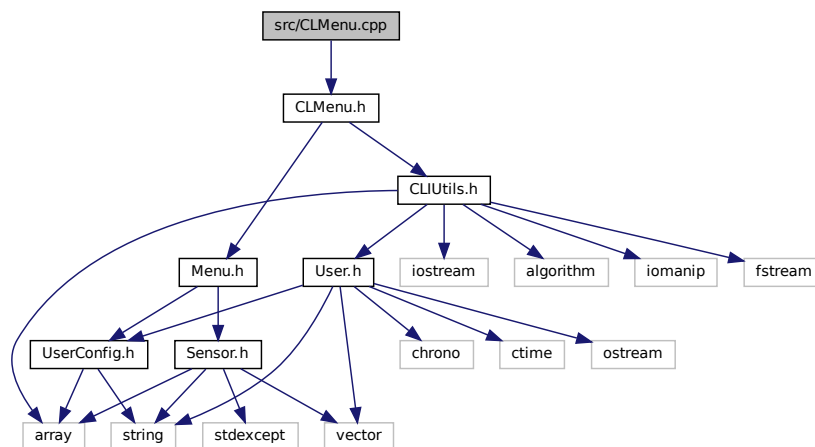 src/CLMenu.cpp
CLMenu.h
CLIUtils.h
Menu.h
User.h
iostream
algorithm
iomanip
fstream
UserConfig.h
Sensor.h
chrono
ctime
ostream
array
string
stdexcept
vector